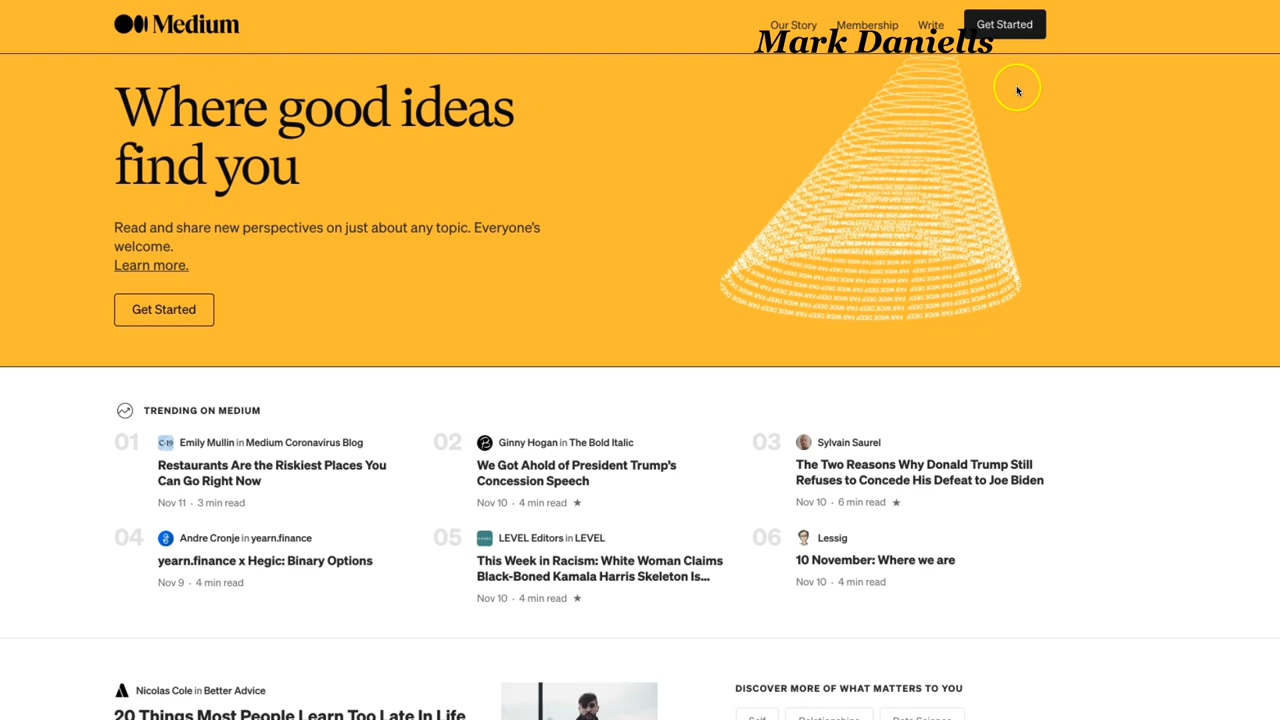 Medium
Our Story Membership Write Get Started
Mark Daniells
Where good ideas
find you
Read and share new perspectives on just about any topic. Everyone's
welcome.
Learn more.
Get Started
TRENDING ON MEDIUM
01
C-19 Emily Mullin in Medium Coronavirus Blog
Restaurants Are the Riskiest Places You
Can Go Right Now
Nov 11 · 3 min read
02
Ginny Hogan in The Bold Italic
We Got Ahold of President Trump's
Concession Speech
Nov 10 · 4 min read ★
03
Sylvain Saurel
The Two Reasons Why Donald Trump Still
Refuses to Concede His Defeat to Joe Biden
Nov 10 · 6 min read ★
04
Andre Cronje in yearn.finance
yearn.finance x Hegic: Binary Options
Nov 9 · 4 min read
05
LEVEL Editors in LEVEL
This Week in Racism: White Woman Claims
Black-Boned Kamala Harris Skeleton Is...
Nov 10 · 4 min read ★
06
Lessig
10 November: Where we are
Nov 10 · 4 min read
Nicolas Cole in Better Advice
20 Things Most People Learn Too Late In Life
DISCOVER MORE OF WHAT MATTERS TO YOU
Self Relationships Data Science